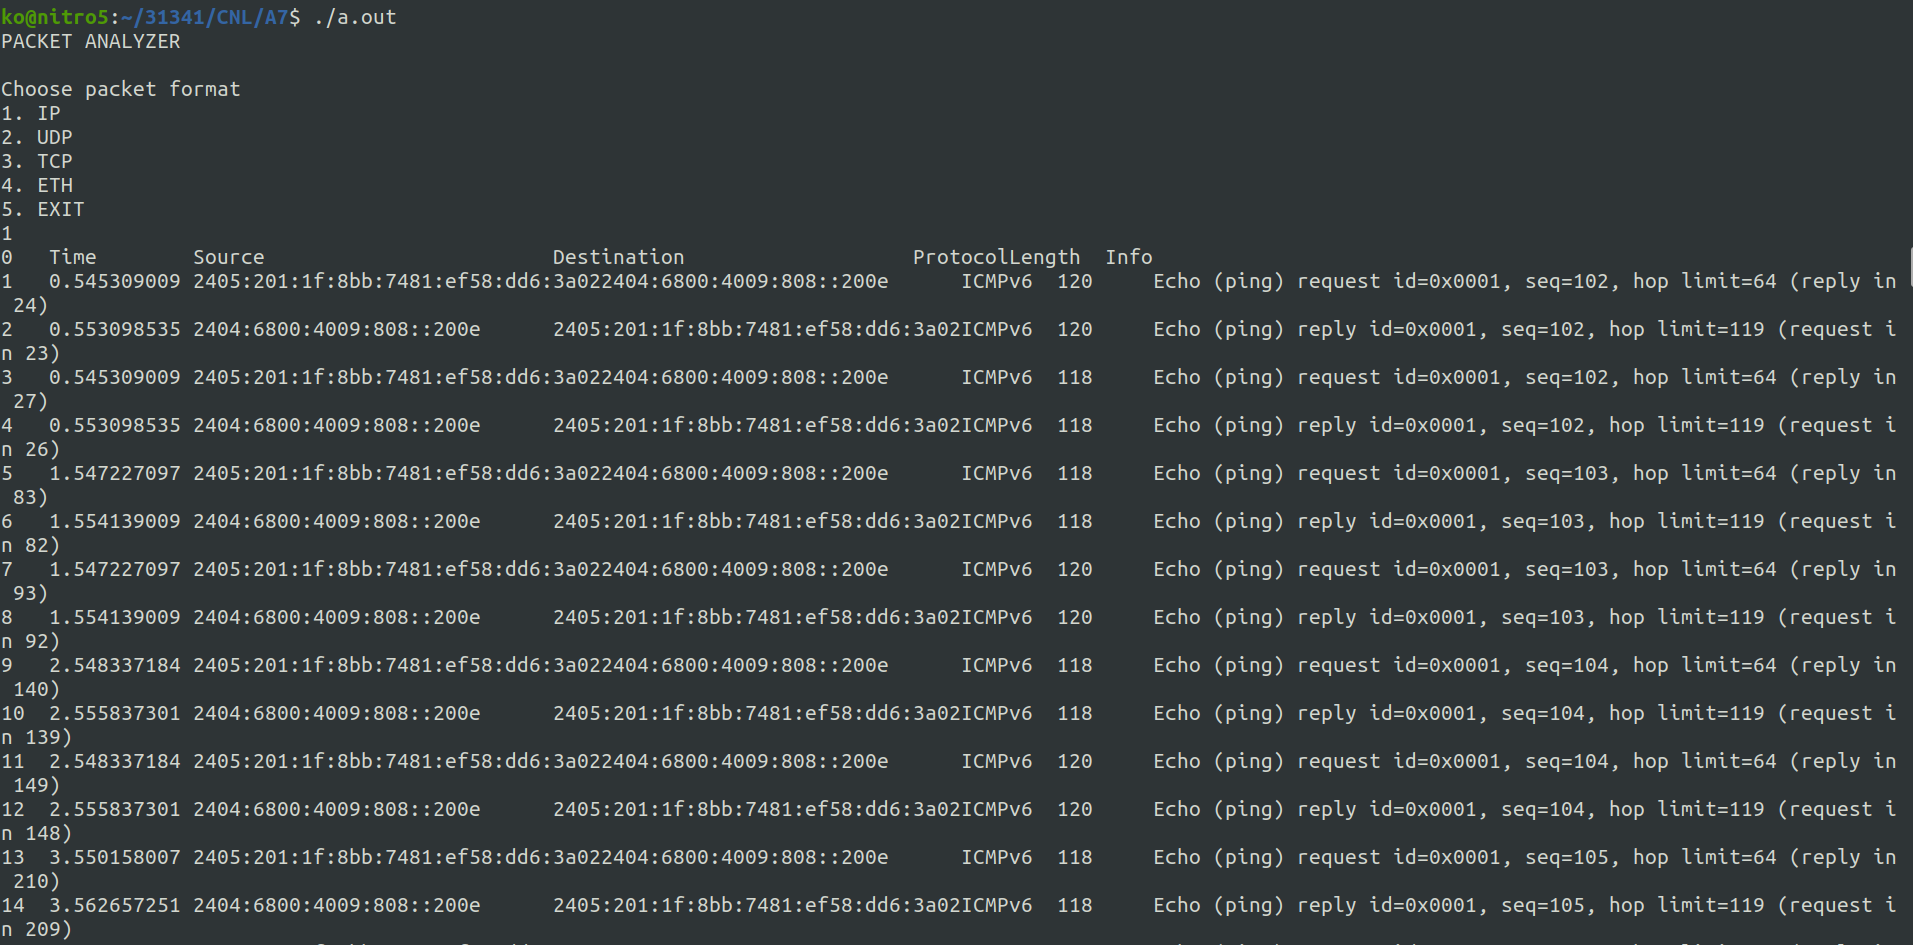 ko@nitro5:~/31341/CNL/A7$ ./a.out
PACKET ANALYZER
Choose packet format
1. IP
2. UDP
3. TCP
4. ETH
5. EXIT
1
0   Time        Source                        Destination                   ProtocolLength  Info
1   0.545309009 2405:201:1f:8bb:7481:ef58:dd6:3a022404:6800:4009:808::200e      ICMPv6  120     Echo (ping) request id=0x0001, seq=102, hop limit=64 (reply in
 24)
2   0.553098535 2404:6800:4009:808::200e      2405:201:1f:8bb:7481:ef58:dd6:3a02ICMPv6  120     Echo (ping) reply id=0x0001, seq=102, hop limit=119 (request i
n 23)
3   0.545309009 2405:201:1f:8bb:7481:ef58:dd6:3a022404:6800:4009:808::200e      ICMPv6  118     Echo (ping) request id=0x0001, seq=102, hop limit=64 (reply in
 27)
4   0.553098535 2404:6800:4009:808::200e      2405:201:1f:8bb:7481:ef58:dd6:3a02ICMPv6  118     Echo (ping) reply id=0x0001, seq=102, hop limit=119 (request i
n 26)
5   1.547227097 2405:201:1f:8bb:7481:ef58:dd6:3a022404:6800:4009:808::200e      ICMPv6  118     Echo (ping) request id=0x0001, seq=103, hop limit=64 (reply in
 83)
6   1.554139009 2404:6800:4009:808::200e      2405:201:1f:8bb:7481:ef58:dd6:3a02ICMPv6  118     Echo (ping) reply id=0x0001, seq=103, hop limit=119 (request i
n 82)
7   1.547227097 2405:201:1f:8bb:7481:ef58:dd6:3a022404:6800:4009:808::200e      ICMPv6  120     Echo (ping) request id=0x0001, seq=103, hop limit=64 (reply in
 93)
8   1.554139009 2404:6800:4009:808::200e      2405:201:1f:8bb:7481:ef58:dd6:3a02ICMPv6  120     Echo (ping) reply id=0x0001, seq=103, hop limit=119 (request i
n 92)
9   2.548337184 2405:201:1f:8bb:7481:ef58:dd6:3a022404:6800:4009:808::200e      ICMPv6  118     Echo (ping) request id=0x0001, seq=104, hop limit=64 (reply in
 140)
10  2.555837301 2404:6800:4009:808::200e      2405:201:1f:8bb:7481:ef58:dd6:3a02ICMPv6  118     Echo (ping) reply id=0x0001, seq=104, hop limit=119 (request i
n 139)
11  2.548337184 2405:201:1f:8bb:7481:ef58:dd6:3a022404:6800:4009:808::200e      ICMPv6  120     Echo (ping) request id=0x0001, seq=104, hop limit=64 (reply in
 149)
12  2.555837301 2404:6800:4009:808::200e      2405:201:1f:8bb:7481:ef58:dd6:3a02ICMPv6  120     Echo (ping) reply id=0x0001, seq=104, hop limit=119 (request i
n 148)
13  3.550158007 2405:201:1f:8bb:7481:ef58:dd6:3a022404:6800:4009:808::200e      ICMPv6  118     Echo (ping) request id=0x0001, seq=105, hop limit=64 (reply in
 210)
14  3.562657251 2404:6800:4009:808::200e      2405:201:1f:8bb:7481:ef58:dd6:3a02ICMPv6  118     Echo (ping) reply id=0x0001, seq=105, hop limit=119 (request i
n 209)